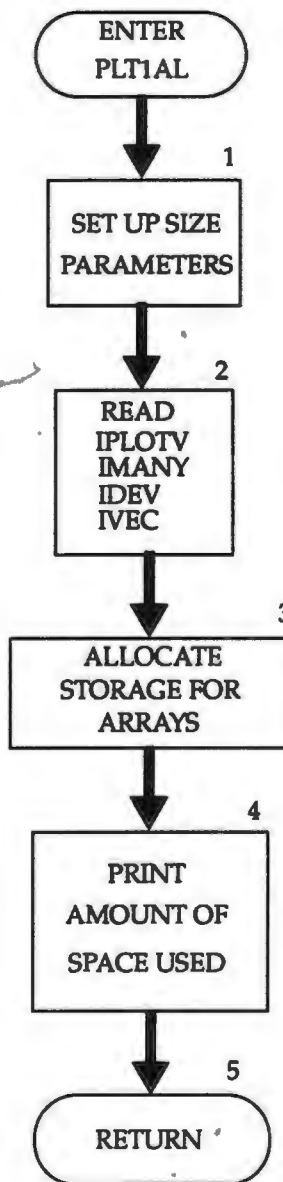 ENTER
PLT1AL
1
SET UP SIZE
PARAMETERS
2
READ
IPLOTV
IMANY
IDEV
IVEC
3
ALLOCATE
STORAGE FOR
ARRAYS
4
PRINT
AMOUNT OF
SPACE USED
5
RETURN